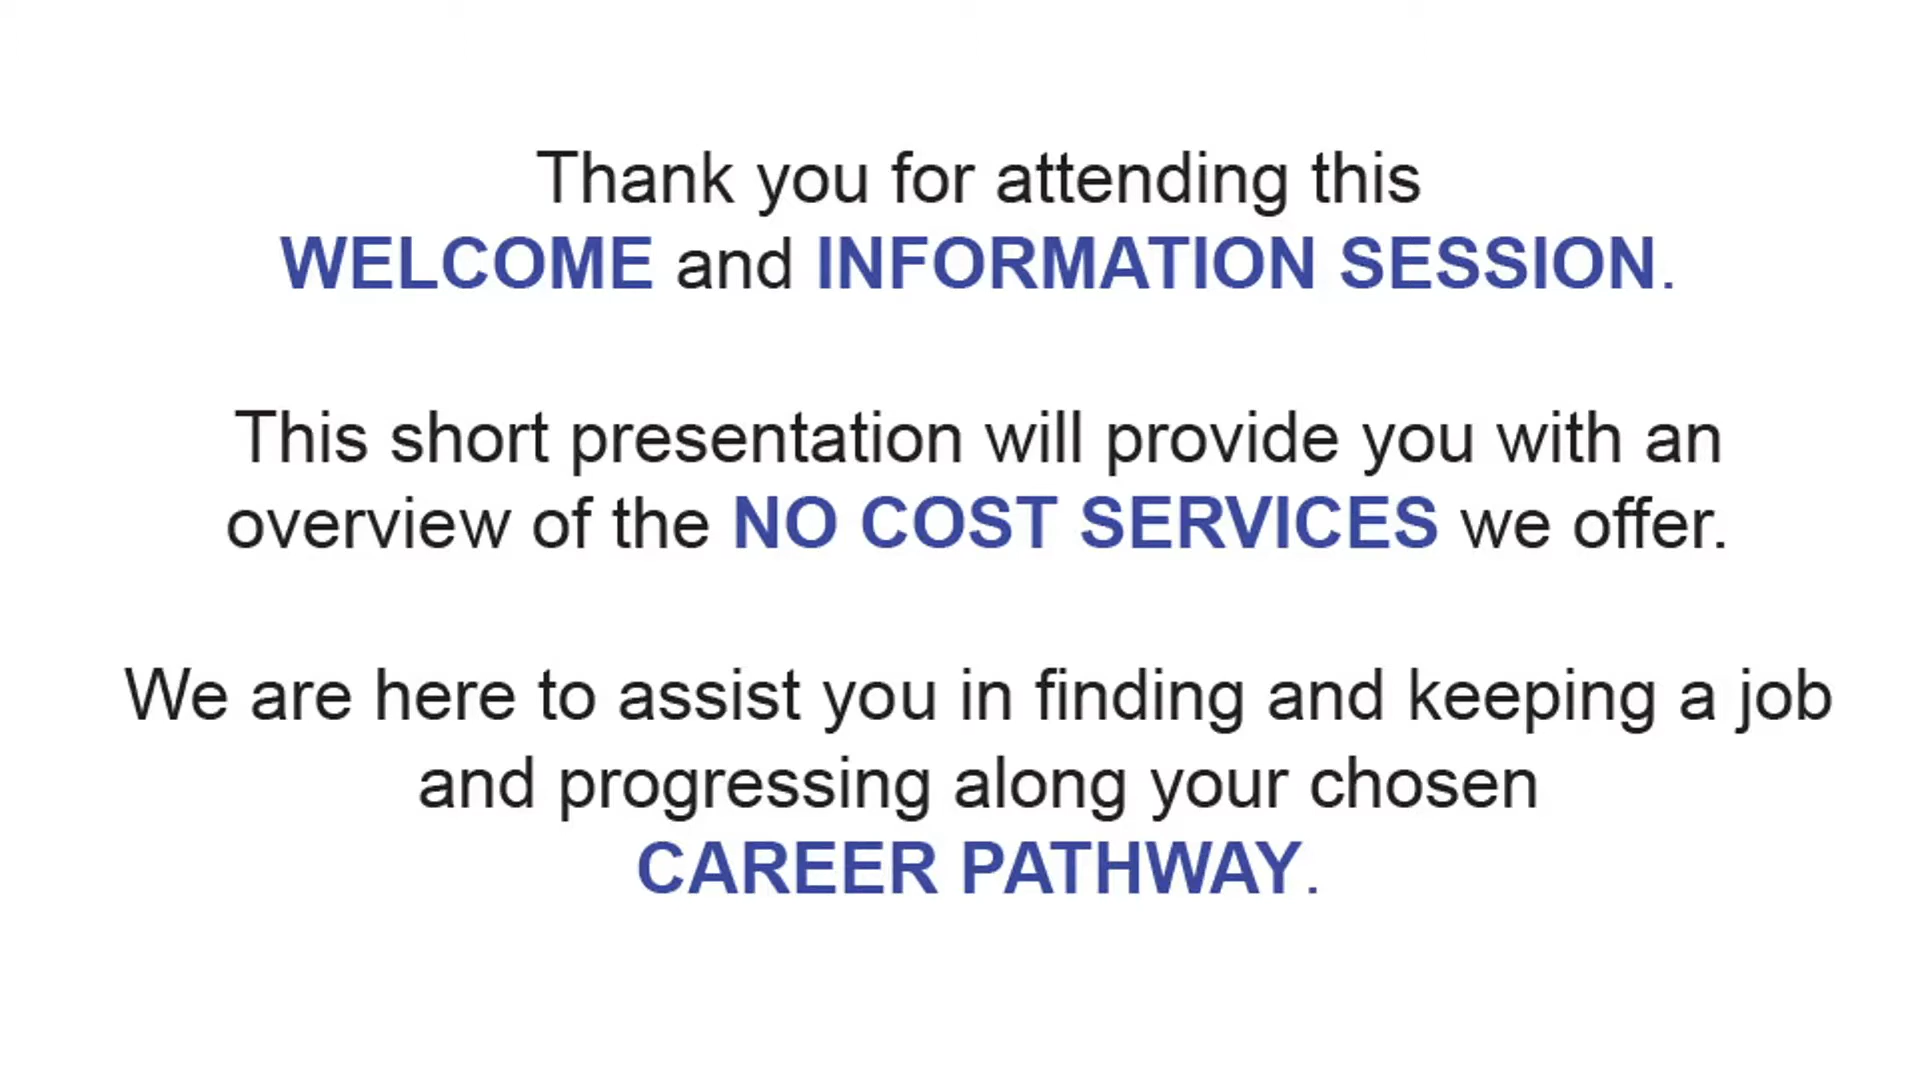 Thank you for attending this
WELCOME and INFORMATION SESSION.
This short presentation will provide you with an
overview of the NO COST SERVICES we offer.
We are here to assist you in finding and keeping a job
and progressing along your chosen
CAREER PATHWAY.